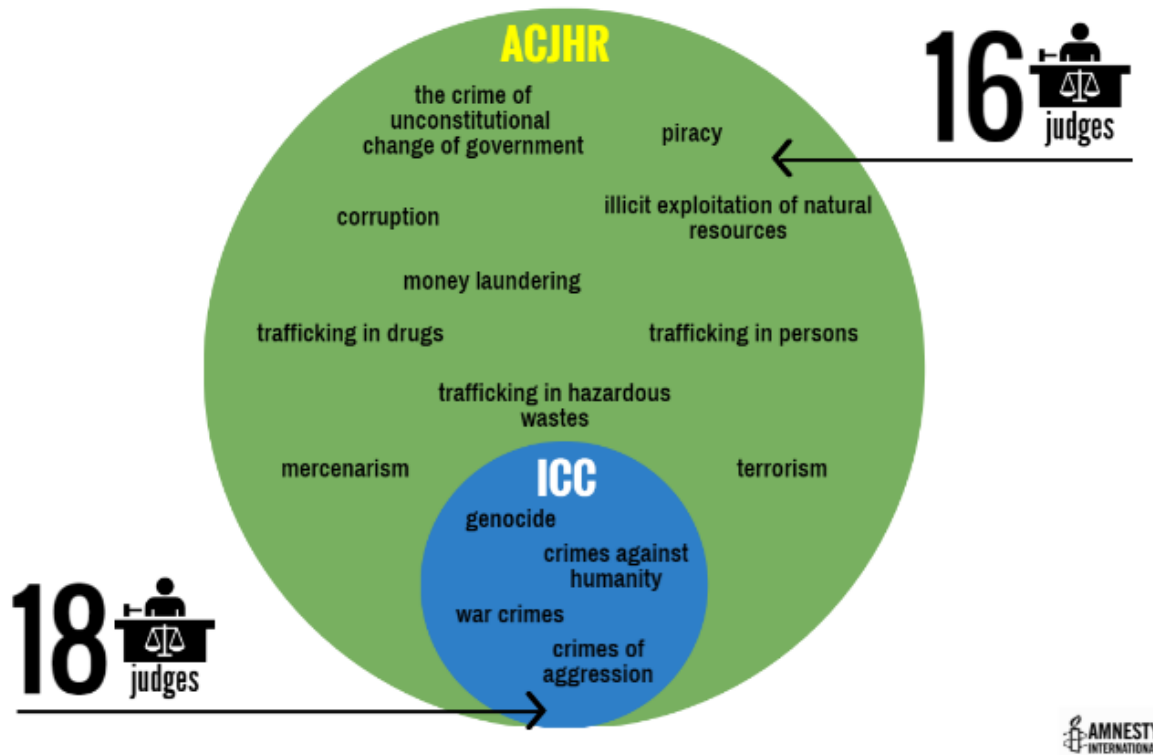 ACJHR
16
judges
the crime of
unconstitutional
change of government
piracy
corruption
illicit exploitation of natural
resources
money laundering
trafficking in drugs
trafficking in persons
trafficking in hazardous
wastes
mercenarism
terrorism
ICC
genocide
crimes against
humanity
war crimes
crimes of
aggression
18
judges
AMNESTY
INTERNATIONAL